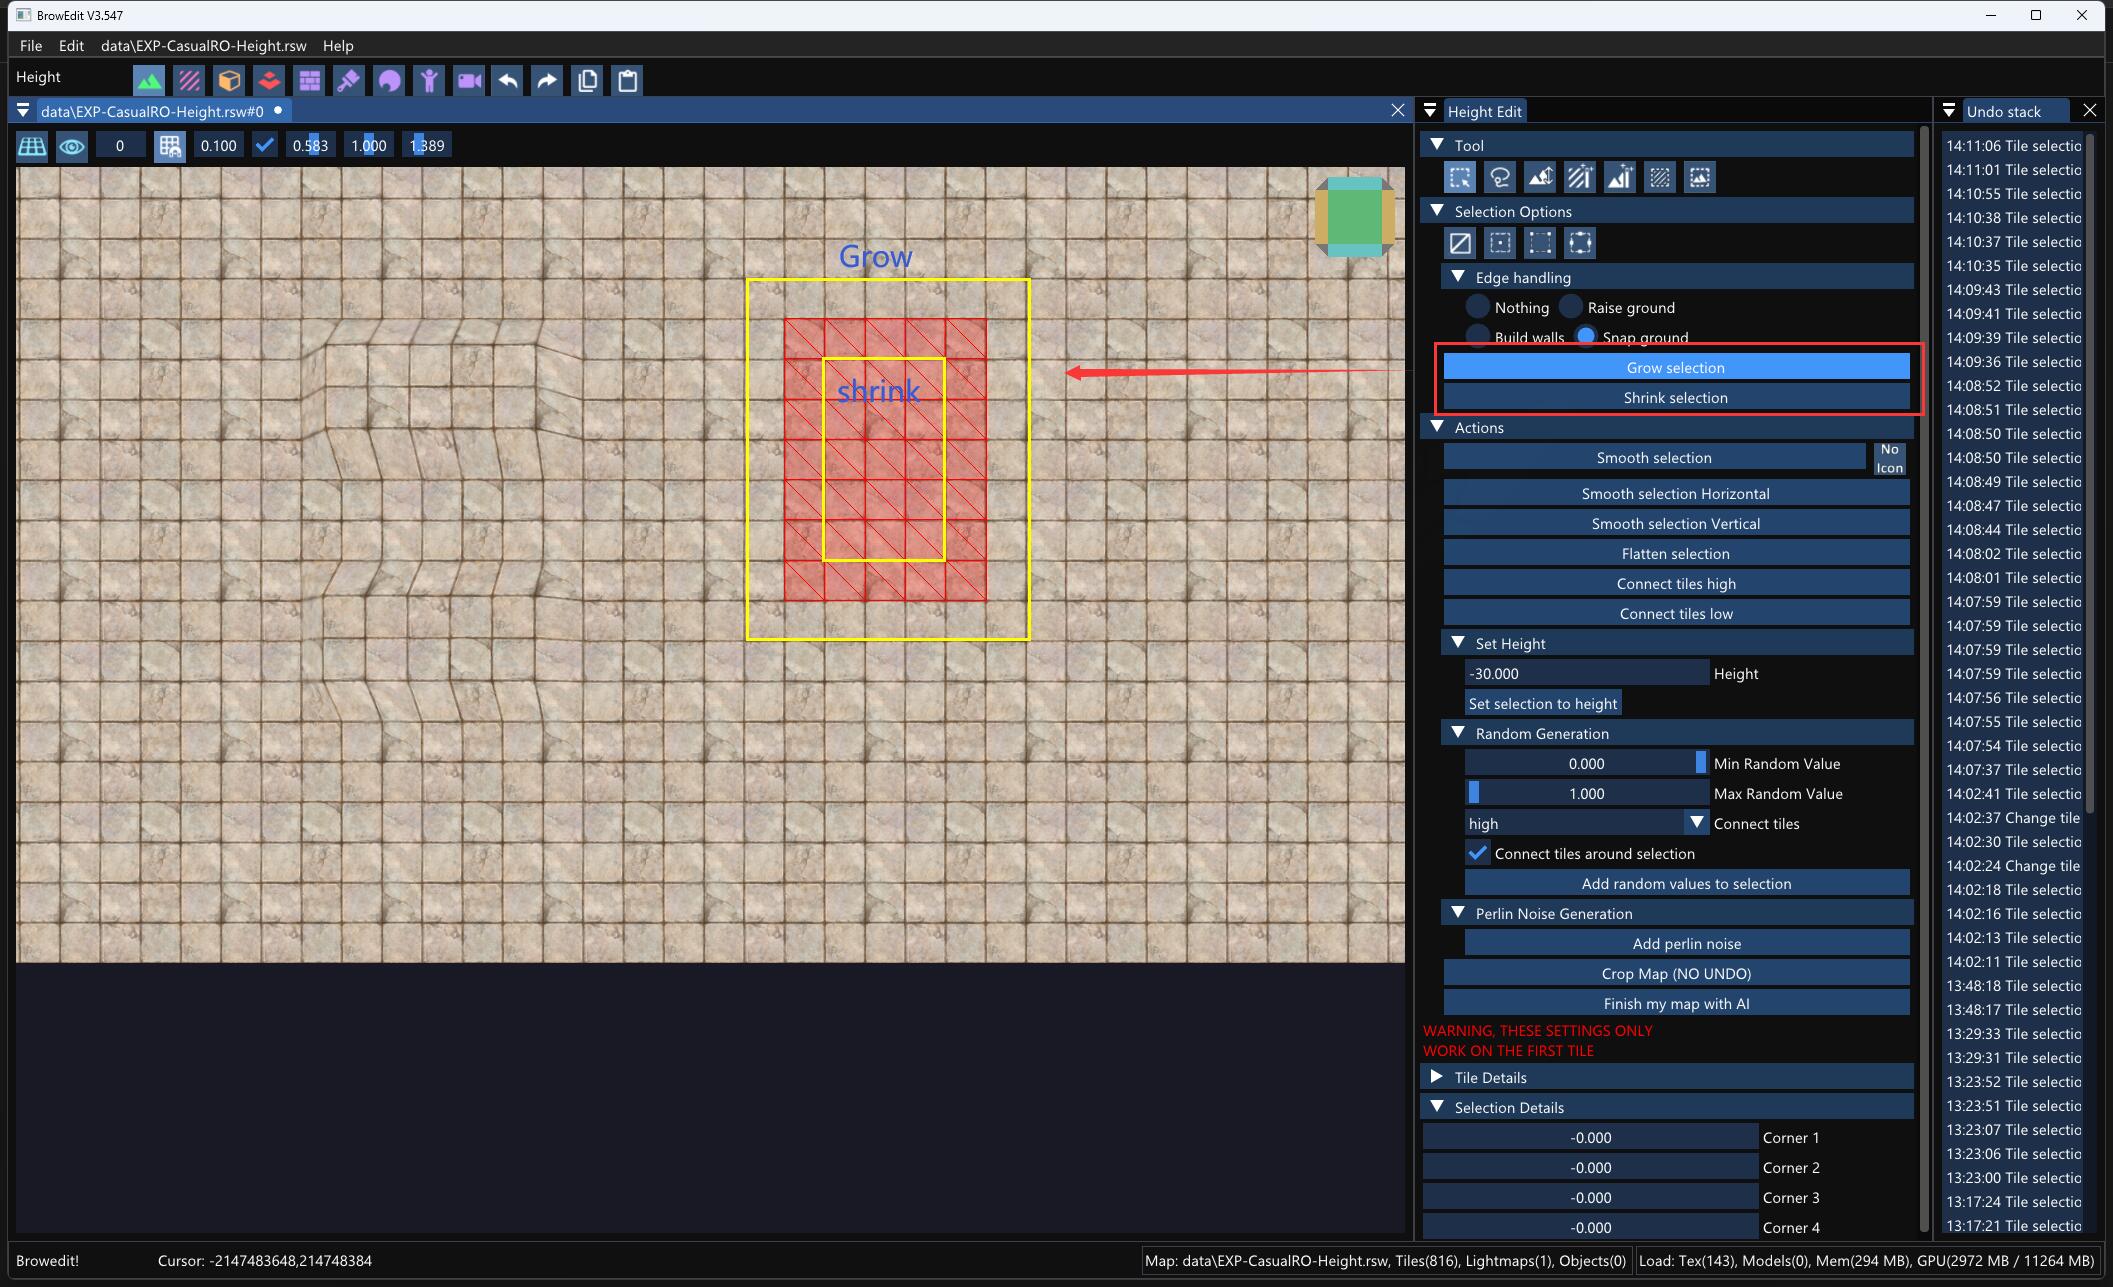 BrowEdit V3.547
File Edit data\EXP-CasualRO-Height.rsw Help
Height
data\EXP-CasualRO-Height.rsw#0
0 0.100 0.583 1.000 1.389
Grow
shrink
Height Edit
Tool
Selection Options
Edge handling
Nothing Raise ground
Build walls Snap ground
Grow selection
Shrink selection
Actions
Smooth selection
No
Icon
Smooth selection Horizontal
Smooth selection Vertical
Flatten selection
Connect tiles high
Connect tiles low
Set Height
-30.000 Height
Set selection to height
Random Generation
0.000 Min Random Value
1.000 Max Random Value
high Connect tiles
Connect tiles around selection
Add random values to selection
Perlin Noise Generation
Add perlin noise
Crop Map (NO UNDO)
Finish my map with AI
WARNING, THESE SETTINGS ONLY
WORK ON THE FIRST TILE
Tile Details
Selection Details
-0.000 Corner 1
-0.000 Corner 2
-0.000 Corner 3
-0.000 Corner 4
Undo stack
14:11:06 Tile selectio
14:11:01 Tile selectio
14:10:55 Tile selectio
14:10:38 Tile selectio
14:10:37 Tile selectio
14:10:35 Tile selectio
14:09:43 Tile selectio
14:09:41 Tile selectio
14:09:39 Tile selectio
14:09:36 Tile selectio
14:08:52 Tile selectio
14:08:51 Tile selectio
14:08:50 Tile selectio
14:08:50 Tile selectio
14:08:49 Tile selectio
14:08:47 Tile selectio
14:08:44 Tile selectio
14:08:02 Tile selectio
14:08:01 Tile selectio
14:07:59 Tile selectio
14:07:59 Tile selectio
14:07:59 Tile selectio
14:07:59 Tile selectio
14:07:56 Tile selectio
14:07:55 Tile selectio
14:07:54 Tile selectio
14:07:37 Tile selectio
14:02:41 Tile selectio
14:02:37 Change tile
14:02:30 Tile selectio
14:02:24 Change tile
14:02:18 Tile selectio
14:02:16 Tile selectio
14:02:13 Tile selectio
14:02:11 Tile selectio
13:48:18 Tile selectio
13:48:17 Tile selectio
13:29:33 Tile selectio
13:29:31 Tile selectio
13:23:52 Tile selectio
13:23:51 Tile selectio
13:23:07 Tile selectio
13:23:06 Tile selectio
13:23:00 Tile selectio
13:17:24 Tile selectio
13:17:21 Tile selectio
Browedit! Cursor: -2147483648,214748384
Map: data\EXP-CasualRO-Height.rsw, Tiles(816), Lightmaps(1), Objects(0) Load: Tex(143), Models(0), Mem(294 MB), GPU(2972 MB / 11264 MB)